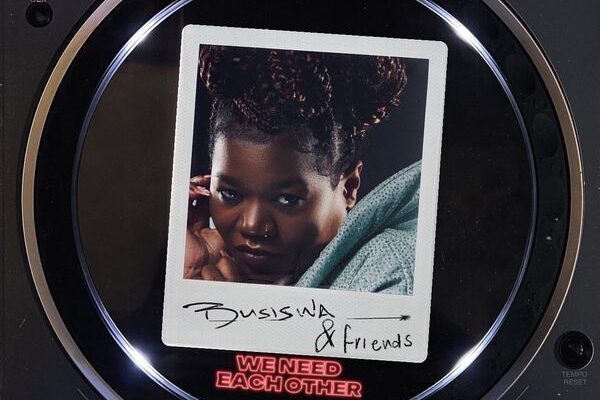 BUSISWA
& friends
WE NEED
EACH OTHER
TEMPO
RESET